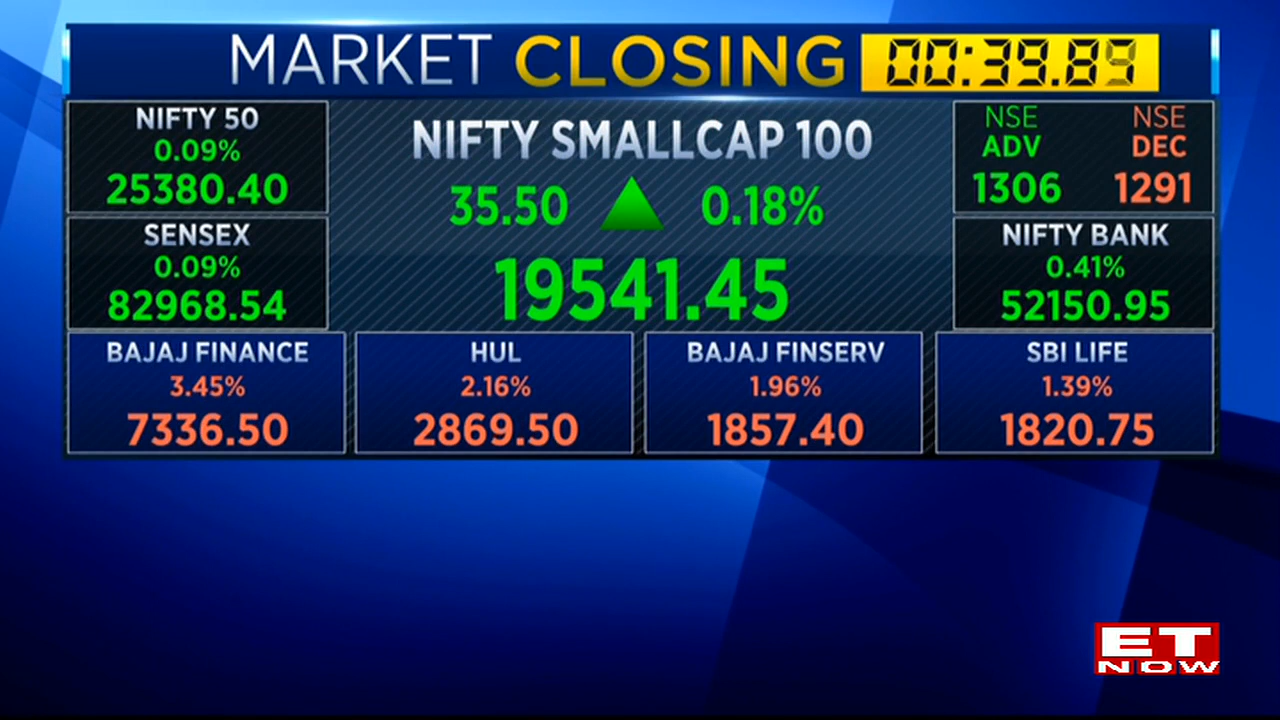 MARKET CLOSING 00:39.89
NIFTY 50
0.09%
25380.40
SENSEX
0.09%
82968.54
NIFTY SMALLCAP 100
35.50 ▲ 0.18%
19541.45
NSE ADV
1306
NSE DEC
1291
NIFTY BANK
0.41%
52150.95
BAJAJ FINANCE
3.45%
7336.50
HUL
2.16%
2869.50
BAJAJ FINSERV
1.96%
1857.40
SBI LIFE
1.39%
1820.75
ET
NOW